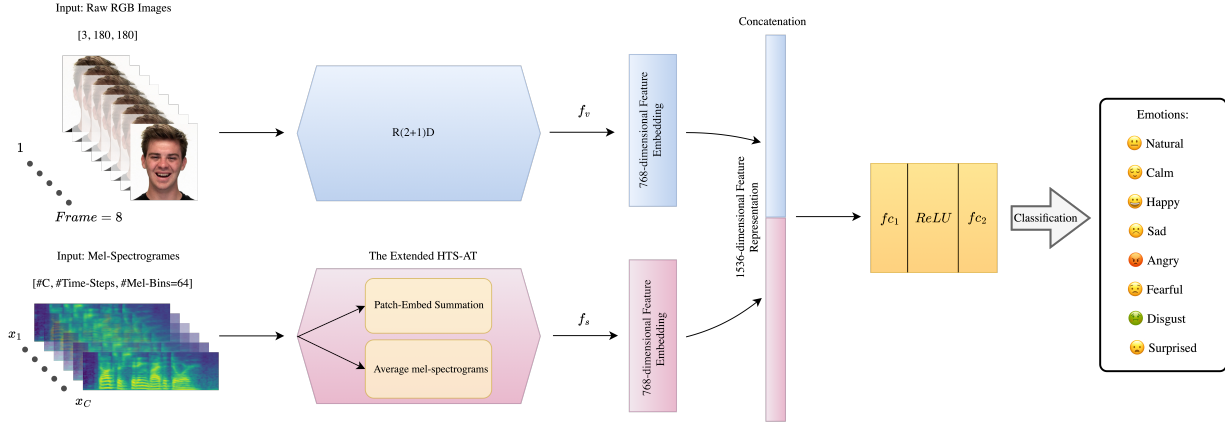 Input: Raw RGB Images
[3, 180, 180]
1
Frame = 8
R(2+1)D
f_v
768-dimensional Feature
Embedding
Concatenation
1536-dimensional Feature
Representation
fc_1
ReLU
fc_2
Classification
Emotions:
Natural
Calm
Happy
Sad
Angry
Fearful
Disgust
Surprised
Input: Mel-Spectrogrames
[#C, #Time-Steps, #Mel-Bins=64]
x_1
x_C
The Extended HTS-AT
Patch-Embed Summation
Average mel-spectrograms
f_s
768-dimensional Feature
Embedding